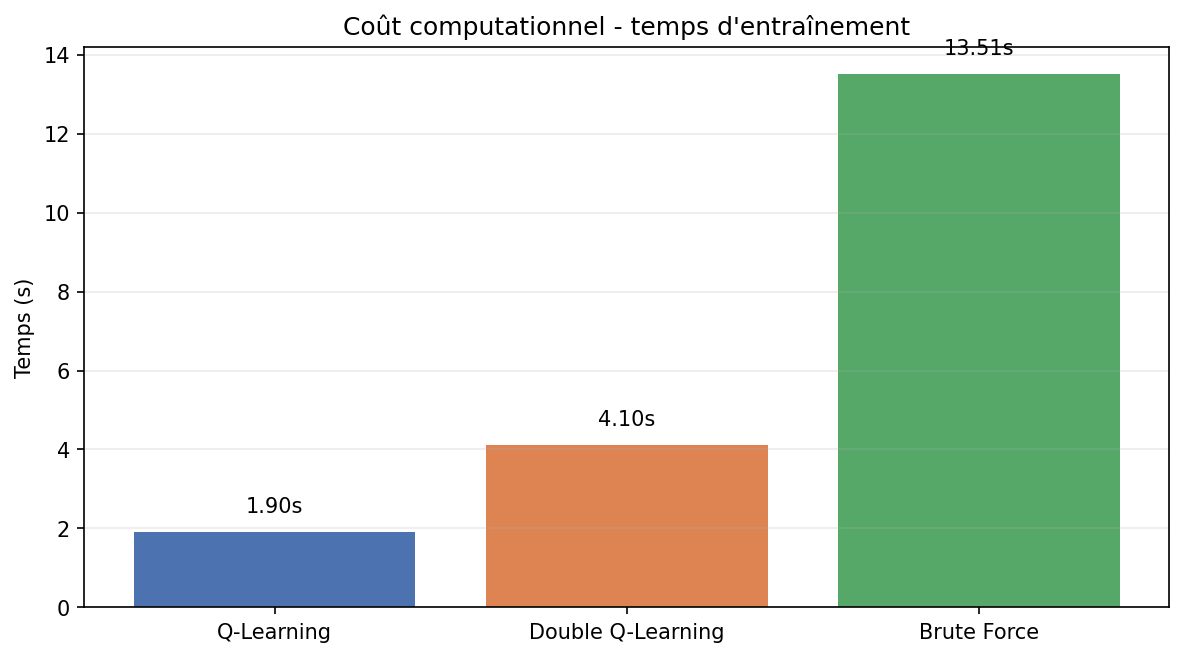 Coût computationnel - temps d'entraînement
13.51s
14
12
10
8
6
4
2
0
Temps (s)
4.10s
1.90s
Q-Learning
Double Q-Learning
Brute Force